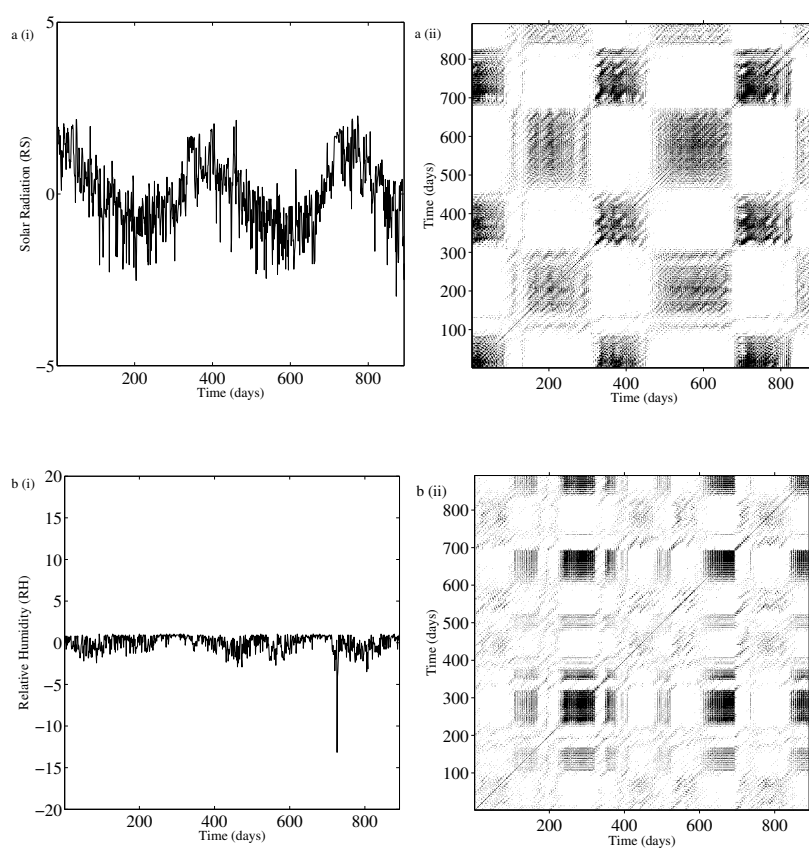 a (i)
5
0
−5
Solar Radiation (RS)
200 400 600 800
Time (days)
a (ii)
800
700
600
500
400
300
200
100
Time (days)
200 400 600 800
Time (days)
b (i)
20
15
10
5
0
−5
−10
−15
−20
Relative Humidity (RH)
200 400 600 800
Time (days)
b (ii)
800
700
600
500
400
300
200
100
Time (days)
200 400 600 800
Time (days)